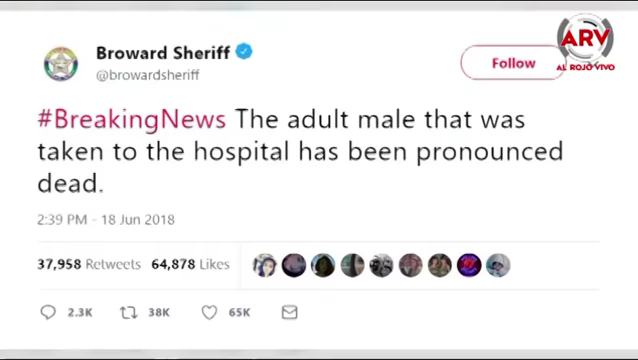 Broward Sheriff
@browardsheriff
Follow
ARV
AL ROJO VIVO
#BreakingNews The adult male that was
taken to the hospital has been pronounced
dead.
2:39 PM - 18 Jun 2018
37,958 Retweets 64,878 Likes
2.3K 38K 65K